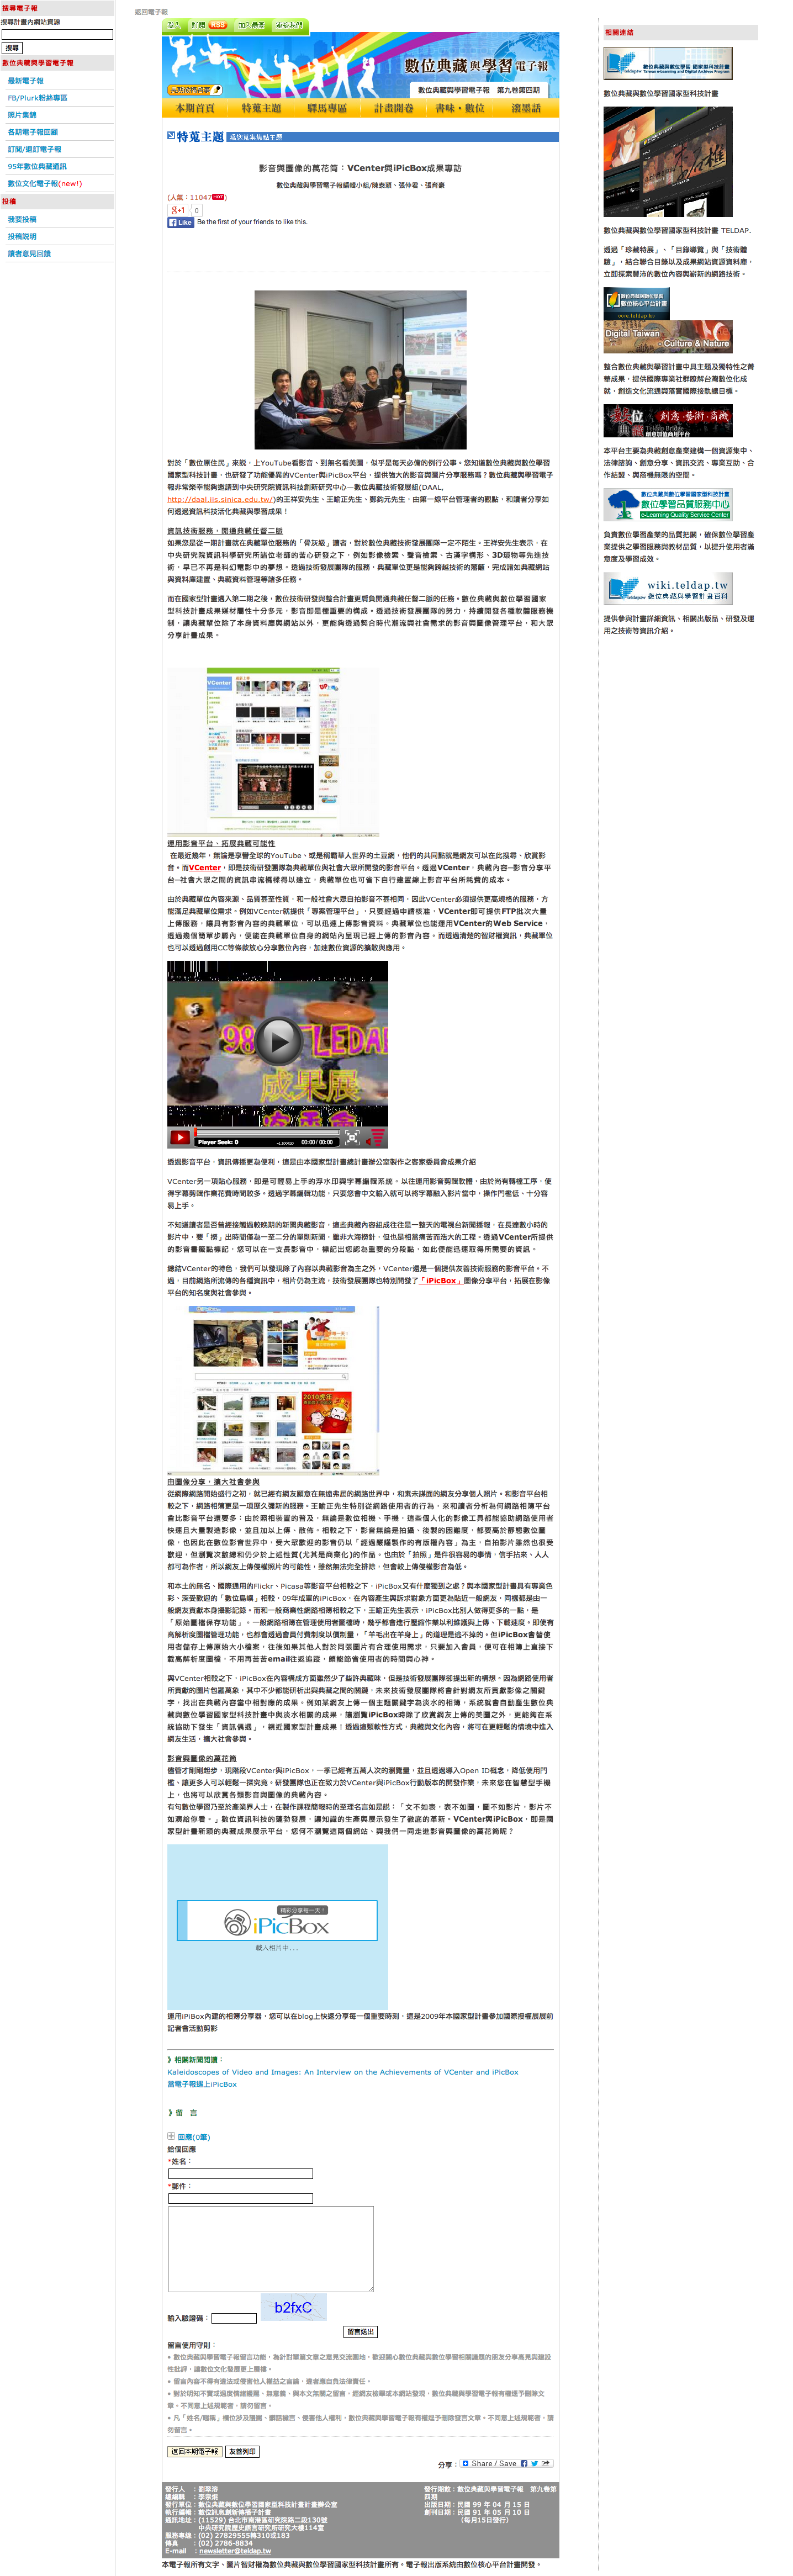 搜尋電子報
搜尋計畫網站資源
搜尋
數位典藏與學習電子報
最新電子報
FB/Plurk粉絲專區
照片集錦
各期電子報回顧
訂閱/退訂電子報
95年數位典藏通訊
數位文化電子報(new!)
投稿
我要投稿
投稿說明
讀者意見回饋
返回電子報
訂閱 RSS
加入最愛
連絡我們
數位典藏與學習電子報
長期徵稿啟事
數位典藏與學習電子報 第九卷第四期
本期首頁
特蒐主題
驛馬專區
計畫開卷
書味・數位
潑墨話
特蒐主題
為您蒐集焦點主題
影音與圖像的萬花筒：VCenter與iPicBox成果專訪
數位典藏與學習電子報編輯小組/陳泰穎、張仲君、張育嘉
(人氣：11047HOT)
+1 0
Like Be the first of your friends to like this.
對於「數位原住民」來說，上YouTube看影音、到無名看美圖，似乎是每天必備的例行公事。您知道數位典藏與數位學習
國家型科技計畫，也研發了功能優異的VCenter與iPicBox平台，提供強大的影音與圖片分享服務嗎？數位典藏與學習電子
報非常榮幸能夠邀請到中央研究院資訊科技創新研究中心—數位典藏技術發展組(DAAL,
http://daal.iis.sinica.edu.tw/)的王祥安先生、王瑜正先生、鄭鈞元先生，由第一線平台管理者的觀點，和讀者分享如
何透過資訊科技活化典藏與學習成果！
資訊技術服務，開通典藏任督二脈
如果您是從一期計畫就在典藏單位服務的「骨灰級」讀者，對於數位典藏技術發展團隊一定不陌生。王祥安先生表示，在
中央研究院資訊科學研究所諸位老師的苦心研發之下，例如影像檢索、聲音檢索、古漢字構形、3D環物等先進技
術，早已不再是科幻電影中的夢想。透過技術發展團隊的服務，典藏單位更是能夠跨越技術的藩籬，完成諸如典藏網站
與資料庫建置、典藏資料管理等諸多任務。
而在國家型計畫邁入第二期之後，數位技術研發與整合計畫更肩負開通典藏任督二脈的任務。數位典藏與數位學習國家
型科技計畫成果媒材屬性十分多元，影音即是極重要的構成。透過技術發展團隊的努力，持續開發各種軟體服務機
制，讓典藏單位除了本身資料庫與網站以外，更能夠透過契合時代潮流與社會需求的影音與圖像管理平台，和大眾
分享計畫成果。
VCenter
運用影音平台、拓展典藏可能性
在最近幾年，無論是享譽全球的YouTube、或是稱霸華人世界的土豆網，他們的共同點就是網友可以在此搜尋、欣賞影
音。而VCenter，即是技術研發團隊為典藏單位與社會大眾所開發的影音平台。透過VCenter，典藏內容─影音分享平
台─社會大眾之間的資訊串流橋樑得以建立，典藏單位也可省下自行建置線上影音平台所耗費的成本。
由於典藏單位內容來源、品質甚至性質，和一般社會大眾自拍影音不甚相同，因此VCenter必須提供更高規格的服務，方
能滿足典藏單位需求。例如VCenter就提供「專案管理平台」，只要經過申請核准，VCenter即可提供FTP批次大量
上傳服務，讓具有影音內容的典藏單位，可以迅速上傳影音資料。典藏單位也能運用VCenter的Web Service，
透過幾個簡單步驟內，便能在典藏單位自身的網站內呈現已經上傳的影音內容。而透過清楚的智財權資訊，典藏單位
也可以透過創用CC等條款放心分享數位內容，加速數位資源的擴散與應用。
98 TELDAP
成果展
Player Seek: 0
00:00 / 00:00
透過影音平台，資訊傳播更為便利，這是由本國家型計畫總計畫辦公室製作之客家委員會成果介紹
VCenter另一項貼心服務，即是可輕易上手的浮水印與字幕編輯系統。以往運用影音剪輯軟體，由於尚有轉檔工序，使
得字幕剪輯作業花費時間較多。透過字幕編輯功能，只要您會中文輸入就可以將字幕融入影片當中，操作門檻低、十分容
易上手。
不知道讀者是否曾經接觸過較晚期的新聞典藏影音，這些典藏內容組成往往是一整天的電視台新聞播報，在長達數小時的
影片中，要「撈」出時間僅為一至二分的單則新聞，雖非大海撈針，但也是相當痛苦而浩大的工程。透過VCenter所提供
的影音書籤點標記，您可以在一支長影音中，標記出您認為重要的分段點，如此便能迅速取得所需要的資訊。
總結VCenter的特色，我們可以發現除了內容以典藏影音為主之外，VCenter還是一個提供友善技術服務的影音平台。不
過，目前網路所流傳的各種資訊中，相片仍為主流，技術發展團隊也特別開發了「iPicBox」圖像分享平台，拓展在影像
平台的知名度與社會參與。
由圖像分享，擴大社會參與
從網際網路開始盛行之初，就已經有網友願意在無遠弗屆的網路世界中，和素未謀面的網友分享個人照片。和影音平台相
較之下，網路相簿更是一項歷久彌新的服務。王瑜正先生特別從網路使用者的行為，來和讀者分析為何網路相簿平台
會比影音平台還要多：由於照相裝置的普及，無論是數位相機、手機，這些個人化的影像工具都能協助網路使用者
快速且大量製造影像，並且加以上傳、散佈。相較之下，影音無論是拍攝、後製的困難度，都要高於靜態數位圖
像，也因此在數位影音世界中，受大眾歡迎的影音仍以「經過嚴謹製作的有版權內容」為主，自拍影片雖然也很受
歡迎，但瀏覽次數總和仍少於上述性質(尤其是商業化)的作品。也由於「拍照」是件很容易的事情，信手拈來、人人
都可為作者，所以網友上傳侵權照片的可能性，雖然無法完全排除，但會較上傳侵權影音為低。
和本土的無名、國際通用的Flickr、Picasa等影音平台相較之下，iPicBox又有什麼獨到之處？與本國家型計畫具有專業色
彩、深受歡迎的「數位島嶼」相較，09年成軍的iPicBox，在內容產生與訴求對象方面更為貼近一般網友，同樣都是由一
般網友貢獻本身攝影記錄。而和一般商業性網路相簿相較之下，王瑜正先生表示，iPicBox比別人做得更多的一點，是
「原始圖檔保存功能」。一般網路相簿在管理使用者圖檔時，幾乎都會進行壓縮作業以利檔案上傳、下載速度。即使有
高解析度圖檔管理功能，也都會透過會員付費制度以價制量，「羊毛出在羊身上」的道理是逃不掉的。但iPicBox會替使
用者儲存上傳原始大小檔案，往後如果其他人對於同張圖片有合理使用需求，只要加入會員，便可在相簿上直接下
載高解析度圖檔，不用再苦苦email往返追蹤，頗能節省使用者的時間與心神。
與VCenter相較之下，iPicBox在內容構成方面雖然少了些許典藏味，但是技術發展團隊卻提出新的構想。因為網路使用者
所貢獻的圖片包羅萬象，其中不少都能研析出與典藏之間的關鍵，未來技術發展團隊將會針對網友所貢獻影像之關鍵
字，找出在典藏內容當中相對應的成果。例如某網友上傳一個主題關鍵字為淡水的相簿，系統就會自動產生數位典
藏與數位學習國家型科技計畫中與淡水相關的成果，讓瀏覽iPicBox時除了欣賞網友上傳的美圖之外，更能夠在系
統協助下發生「資訊偶遇」，親近國家型計畫成果！透過這類軟性方式，典藏與文化內容，將可在更輕鬆的情境中進入
網友生活，擴大社會參與。
影音與圖像的萬花筒
儘管才剛剛起步，現階段VCenter與iPicBox，一季已經有五萬人次的瀏覽量，並且透過導入Open ID概念，降低使用門
檻、讓更多人可以輕鬆一探究竟。研發團隊也正在致力於VCenter與iPicBox行動版本的開發作業，未來您在智慧型手機
上，也將可以欣賞各類影音與圖像的典藏內容。
有句數位學習乃至於產業界人士，在製作課程簡報時的至理名言如是說：「文不如表，表不如圖，圖不如影片，影片不
如演給你看。」數位資訊科技的蓬勃發展，讓知識的生產與展示發生了徹底的革新。VCenter與iPicBox，即是國
家型計畫新穎的典藏成果展示平台，您何不瀏覽這兩個網站，與我們一同走進影音與圖像的萬花筒呢？
精彩分享每一天！
iPicBox
載入相片中...
運用iPiBox內建的相簿分享器，您可以在blog上快速分享每一個重要時刻，這是2009年本國家型計畫參加國際授權展展前
記者會活動剪影
》相關新聞閱讀：
Kaleidoscopes of Video and Images: An Interview on the Achievements of VCenter and iPicBox
當電子報遇上iPicBox
》留 言
回應(0筆)
給個回應
*姓名：
*郵件：
輸入驗證碼：
b2fxC
留言送出
留言使用守則：
• 數位典藏與學習電子報留言功能，為針對單篇文章之意見交流園地，歡迎關心數位典藏與數位學習相關議題的朋友分享高見與建設
性批評，讓數位文化發展更上層樓。
• 留言內容不得有違法或侵害他人權益之言論，違者應自負法律責任。
• 對於明知不實或過度情緒謾罵、無意義、與本文無關之留言，經網友檢舉或本網站發現，數位典藏與學習電子報有權逕予刪除文
章。不同意上述規範者，請勿留言。
• 凡「姓名/暱稱」欄位涉及謾罵、髒話穢言、侵害他人權利，數位典藏與學習電子報有權逕予刪除發言文章。不同意上述規範者，請
勿留言。
返回本期電子報
友善列印
分享：Share / Save
發行人 ：劉翠溶
總編輯 ：李宗焜
發行單位：數位典藏與數位學習國家型科技計畫計畫辦公室
執行編輯：數位訊息創新傳播子計畫
通訊地址：(11529) 台北市南港區研究院路二段130號
中央研究院歷史語言研究所研究大樓114室
服務專線：(02) 27829555轉310或183
傳真 ：(02) 2786-8834
E-mail ：newsletter@teldap.tw
發行期數：數位典藏與學習電子報 第九卷第
四期
出版日期：民國 99 年 04 月 15 日
創刊日期：民國 91 年 05 月 10 日
（每月15日發行）
本電子報所有文字、圖片智財權為數位典藏與數位學習國家型科技計畫所有。電子報出版系統由數位核心平台計畫開發。
相關連結
數位典藏與數位學習 國家型科技計劃
Taiwan e-Learning and Digital Archives Program
數位典藏與數位學習國家型科技計畫
數位典藏與數位學習國家型科技計畫 TELDAP.
透過「珍藏特展」、「目錄導覽」與「技術體
驗」，結合聯合目錄以及成果網站資源資料庫，
立即探索豐沛的數位內容與嶄新的網路技術。
數位典藏與數位學習
數位核心平台計畫
core.teldap.tw
Digital Taiwan
Culture & Nature
整合數位典藏與學習計畫中具主題及獨特性之菁
華成果，提供國際專業社群瞭解台灣數位化成
就，創造文化流通與落實國際接軌總目標。
數位典藏 創意・藝術・商機
Teldap Bridge
創意加值商用平台
本平台主要為典藏創意產業建構一個資源集中、
法律諮詢、創意分享、資訊交流、專業互助、合
作結盟、與商機無限的空間。
數位典藏與數位學習國家型科技計畫
數位學習品質服務中心
e-Learning Quality Service Center
負責數位學習產業的品質把關，確保數位學習產
業提供之學習服務與教材品質，以提升使用者滿
意度及學習成效。
wiki.teldap.tw
數位典藏與數位學習計畫百科
提供參與計畫詳細資訊、相關出版品、研發及運
用之技術等資訊介紹。